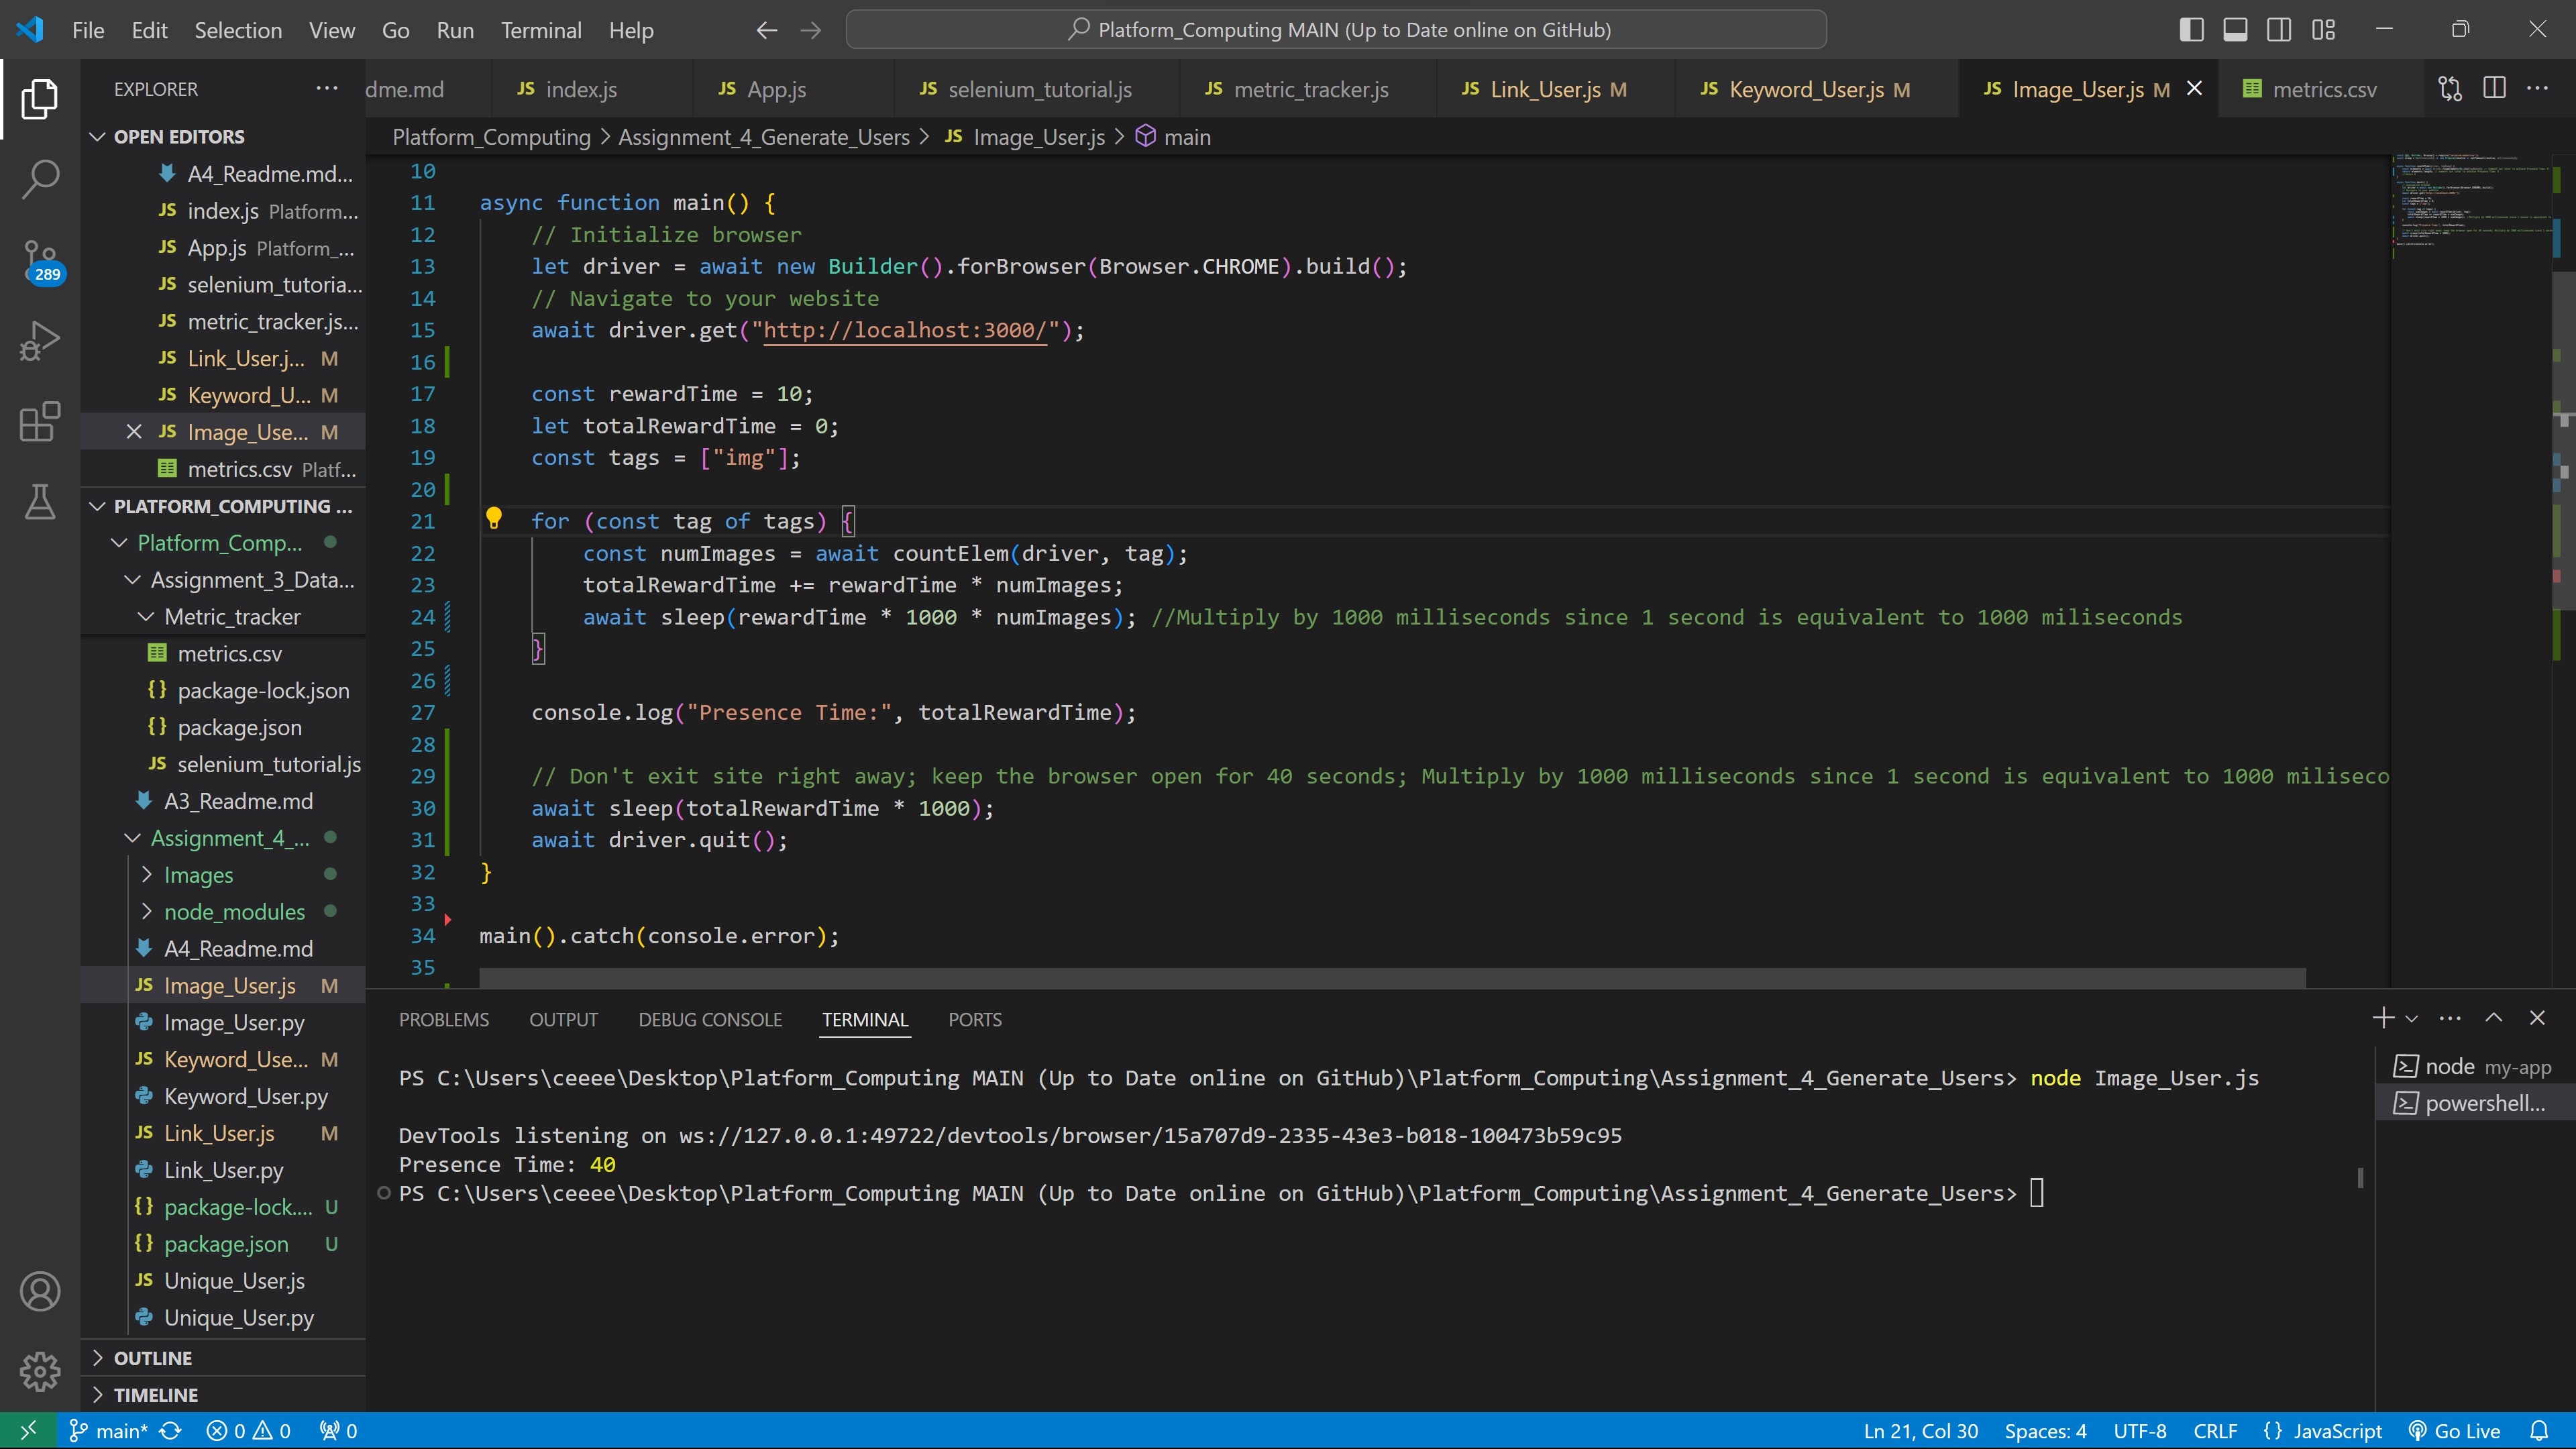 File Edit Selection View Go Run Terminal Help
Platform_Computing MAIN (Up to Date online on GitHub)
EXPLORER
dme.md
JS index.js
JS App.js
JS selenium_tutorial.js
JS metric_tracker.js
JS Link_User.js M
JS Keyword_User.js M
JS Image_User.js M
metrics.csv
OPEN EDITORS
A4_Readme.md...
JS index.js Platform...
JS App.js Platform_...
JS selenium_tutoria...
JS metric_tracker.js...
JS Link_User.j... M
JS Keyword_U... M
JS Image_Use... M
metrics.csv Platf...
289
PLATFORM_COMPUTING ...
Platform_Comp...
Assignment_3_Data...
Metric_tracker
metrics.csv
{} package-lock.json
{} package.json
JS selenium_tutorial.js
A3_Readme.md
Assignment_4_...
Images
node_modules
A4_Readme.md
JS Image_User.js M
Image_User.py
JS Keyword_Use... M
Keyword_User.py
JS Link_User.js M
Link_User.py
{} package-lock.... U
{} package.json U
JS Unique_User.js
Unique_User.py
OUTLINE
TIMELINE
Platform_Computing > Assignment_4_Generate_Users > JS Image_User.js > main
10
11 async function main() {
12 // Initialize browser
13 let driver = await new Builder().forBrowser(Browser.CHROME).build();
14 // Navigate to your website
15 await driver.get("http://localhost:3000/");
16
17 const rewardTime = 10;
18 let totalRewardTime = 0;
19 const tags = ["img"];
20
21 for (const tag of tags) {
22 const numImages = await countElem(driver, tag);
23 totalRewardTime += rewardTime * numImages;
24 await sleep(rewardTime * 1000 * numImages); //Multiply by 1000 milliseconds since 1 second is equivalent to 1000 miliseconds
25 }
26
27 console.log("Presence Time:", totalRewardTime);
28
29 // Don't exit site right away; keep the browser open for 40 seconds; Multiply by 1000 milliseconds since 1 second is equivalent to 1000 miliseco
30 await sleep(totalRewardTime * 1000);
31 await driver.quit();
32 }
33
34 main().catch(console.error);
35
PROBLEMS OUTPUT DEBUG CONSOLE TERMINAL PORTS
PS C:\Users\ceeee\Desktop\Platform_Computing MAIN (Up to Date online on GitHub)\Platform_Computing\Assignment_4_Generate_Users> node Image_User.js
DevTools listening on ws://127.0.0.1:49722/devtools/browser/15a707d9-2335-43e3-b018-100473b59c95
Presence Time: 40
PS C:\Users\ceeee\Desktop\Platform_Computing MAIN (Up to Date online on GitHub)\Platform_Computing\Assignment_4_Generate_Users>
node my-app
powershell...
main* 0 0 0
Ln 21, Col 30 Spaces: 4 UTF-8 CRLF {} JavaScript Go Live